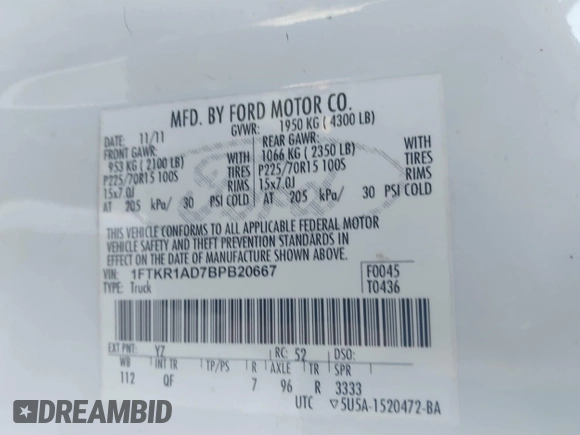 MFD. BY FORD MOTOR CO.
DATE: 11/11 GVWR: 1950 KG ( 4300 LB)
FRONT GAWR: REAR GAWR:
953 KG ( 2100 LB) WITH 1066 KG ( 2350 LB) WITH
P225/70R15 100S TIRES P225/70R15 100S TIRES
15x7.0J RIMS 15x7.0J RIMS
AT 205 kPa/ 30 PSI COLD AT 205 kPa/ 30 PSI COLD
THIS VEHICLE CONFORMS TO ALL APPLICABLE FEDERAL MOTOR
VEHICLE SAFETY AND THEFT PREVENTION STANDARDS IN
EFFECT ON THE DATE OF MANUFACTURE SHOWN ABOVE.
VIN: 1FTKR1AD7BPB20667 F0045
TYPE: Truck T0436
EXT PNT: YZ RC: 52 DSO:
WB INT TR TP/PS R AXLE TR SPR
112 QF 7 96 R 3333
UTC ▽5U5A-1520472-BA
Ford
DREAMBID